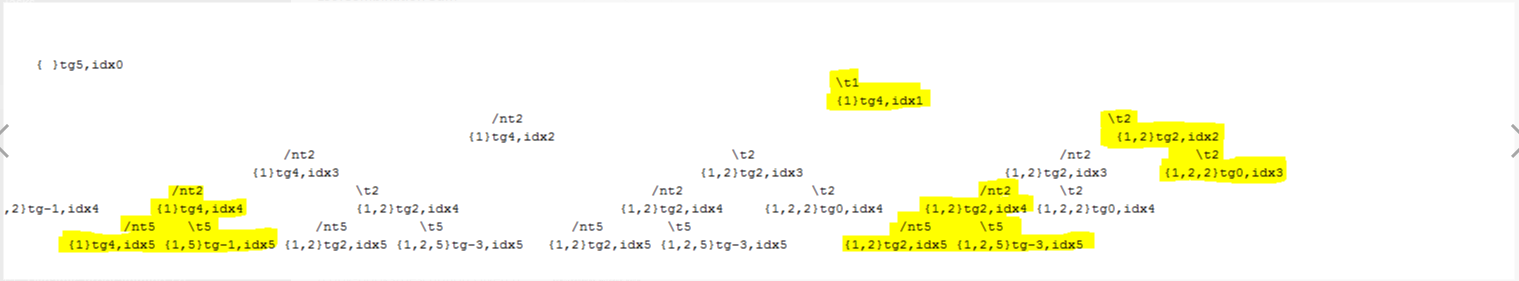 { }tg5,idx0
\t1
{1}tg4,idx1
/nt2 \t2
{1}tg4,idx2 {1,2}tg2,idx2
/nt2 \t2 /nt2 \t2
{1}tg4,idx3 {1,2}tg2,idx3 {1,2}tg2,idx3 {1,2,2}tg0,idx3
/nt2 \t2 /nt2 \t2 /nt2 \t2
,2}tg-1,idx4 {1}tg4,idx4 {1,2}tg2,idx4 {1,2}tg2,idx4 {1,2,2}tg0,idx4 {1,2}tg2,idx4 {1,2,2}tg0,idx4
/nt5 \t5 /nt5 \t5 /nt5 \t5 /nt5 \t5
{1}tg4,idx5 {1,5}tg-1,idx5 {1,2}tg2,idx5 {1,2,5}tg-3,idx5 {1,2}tg2,idx5 {1,2,5}tg-3,idx5 {1,2}tg2,idx5 {1,2,5}tg-3,idx5